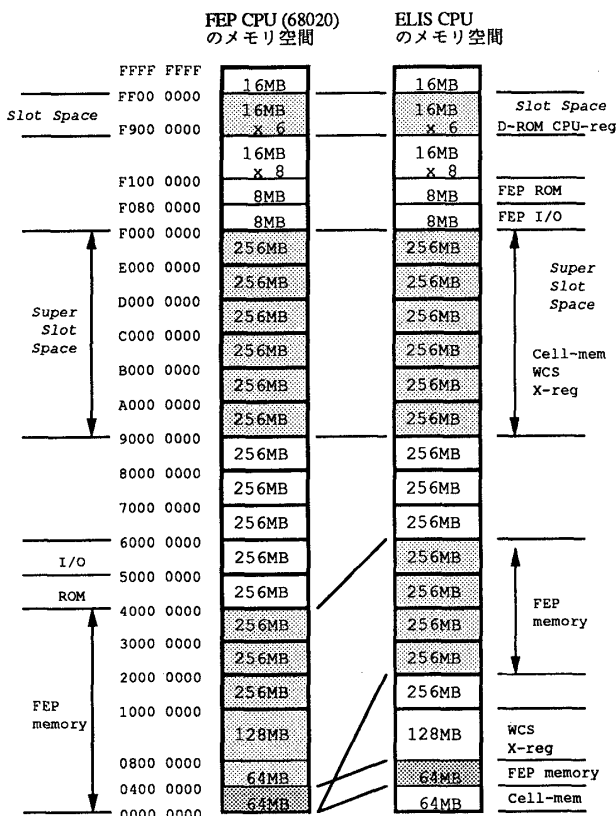 FEP CPU (68020)
のメモリ空間
ELIS CPU
のメモリ空間
FFFF FFFF
16MB
16MB
FF00 0000
Slot Space
16MB
x 6
16MB
x 6
Slot Space
D-ROM CPU-reg
F900 0000
16MB
x 8
16MB
x 8
F100 0000
8MB
8MB
FEP ROM
F080 0000
8MB
8MB
FEP I/O
F000 0000
256MB
256MB
E000 0000
256MB
256MB
D000 0000
256MB
256MB
C000 0000
256MB
256MB
B000 0000
256MB
256MB
A000 0000
256MB
256MB
9000 0000
Super
Slot
Space
Super
Slot
Space
Cell-mem
WCS
X-reg
256MB
256MB
8000 0000
256MB
256MB
7000 0000
256MB
256MB
6000 0000
I/O
256MB
256MB
5000 0000
ROM
256MB
256MB
4000 0000
256MB
256MB
3000 0000
256MB
256MB
2000 0000
FEP
memory
256MB
256MB
1000 0000
FEP
memory
128MB
128MB
WCS
X-reg
0800 0000
64MB
64MB
FEP memory
0400 0000
64MB
64MB
Cell-mem
0000 0000